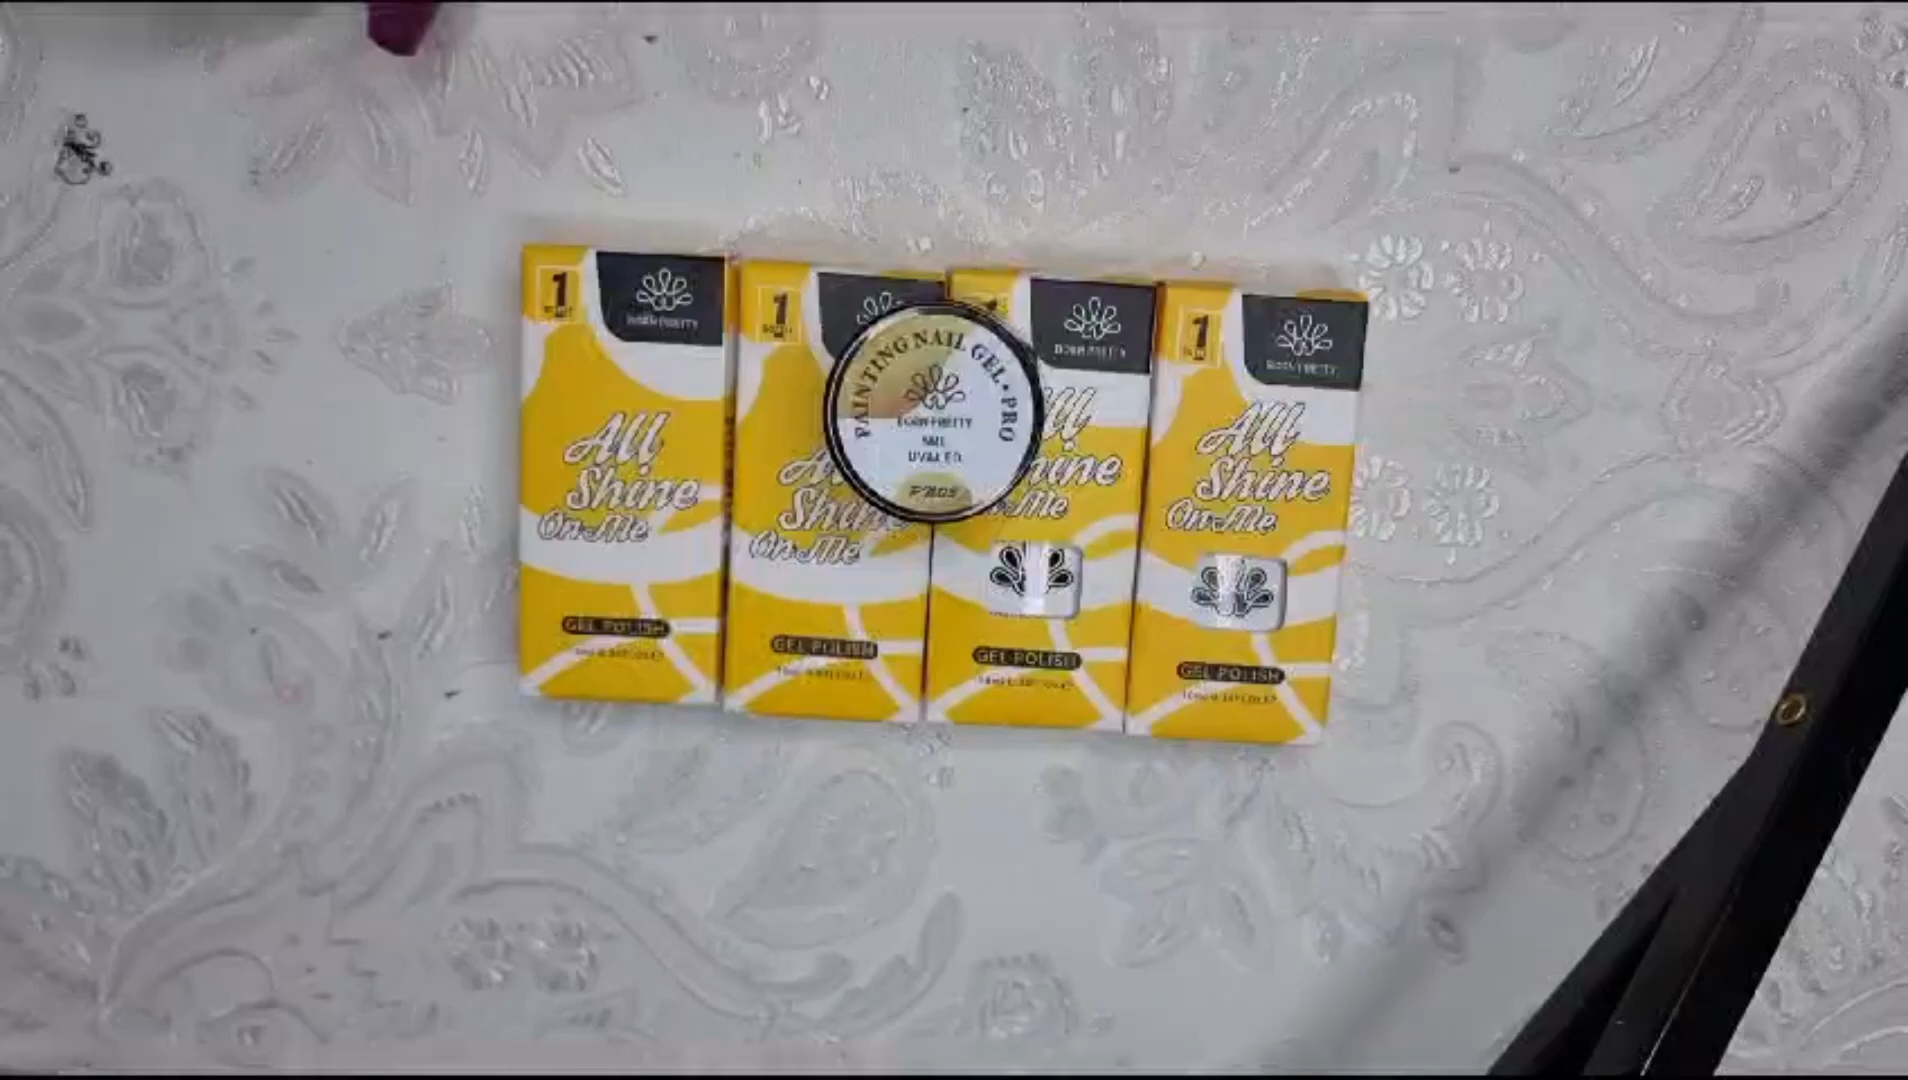 1
BORN PRETTY
All
Shine
On Me
GEL POLISH
1
All
Shine
On Me
GEL POLISH
PAINTING NAIL GEL • PRO
BORN PRETTY
5ML
UV/LED
1
BORN PRETTY
All
Shine
On Me
GEL POLISH
1
BORN PRETTY
All
Shine
On Me
GEL POLISH